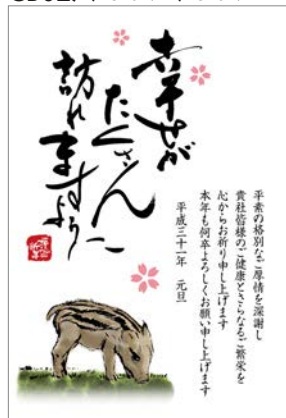 幸せが
たくさん
訪れますように
平素の格別なご厚情を深謝し
貴社皆様のご健康とさらなるご繁栄を
心からお祈り申し上げます
本年も何卒よろしくお願い申し上げます
平成三十一年 元旦